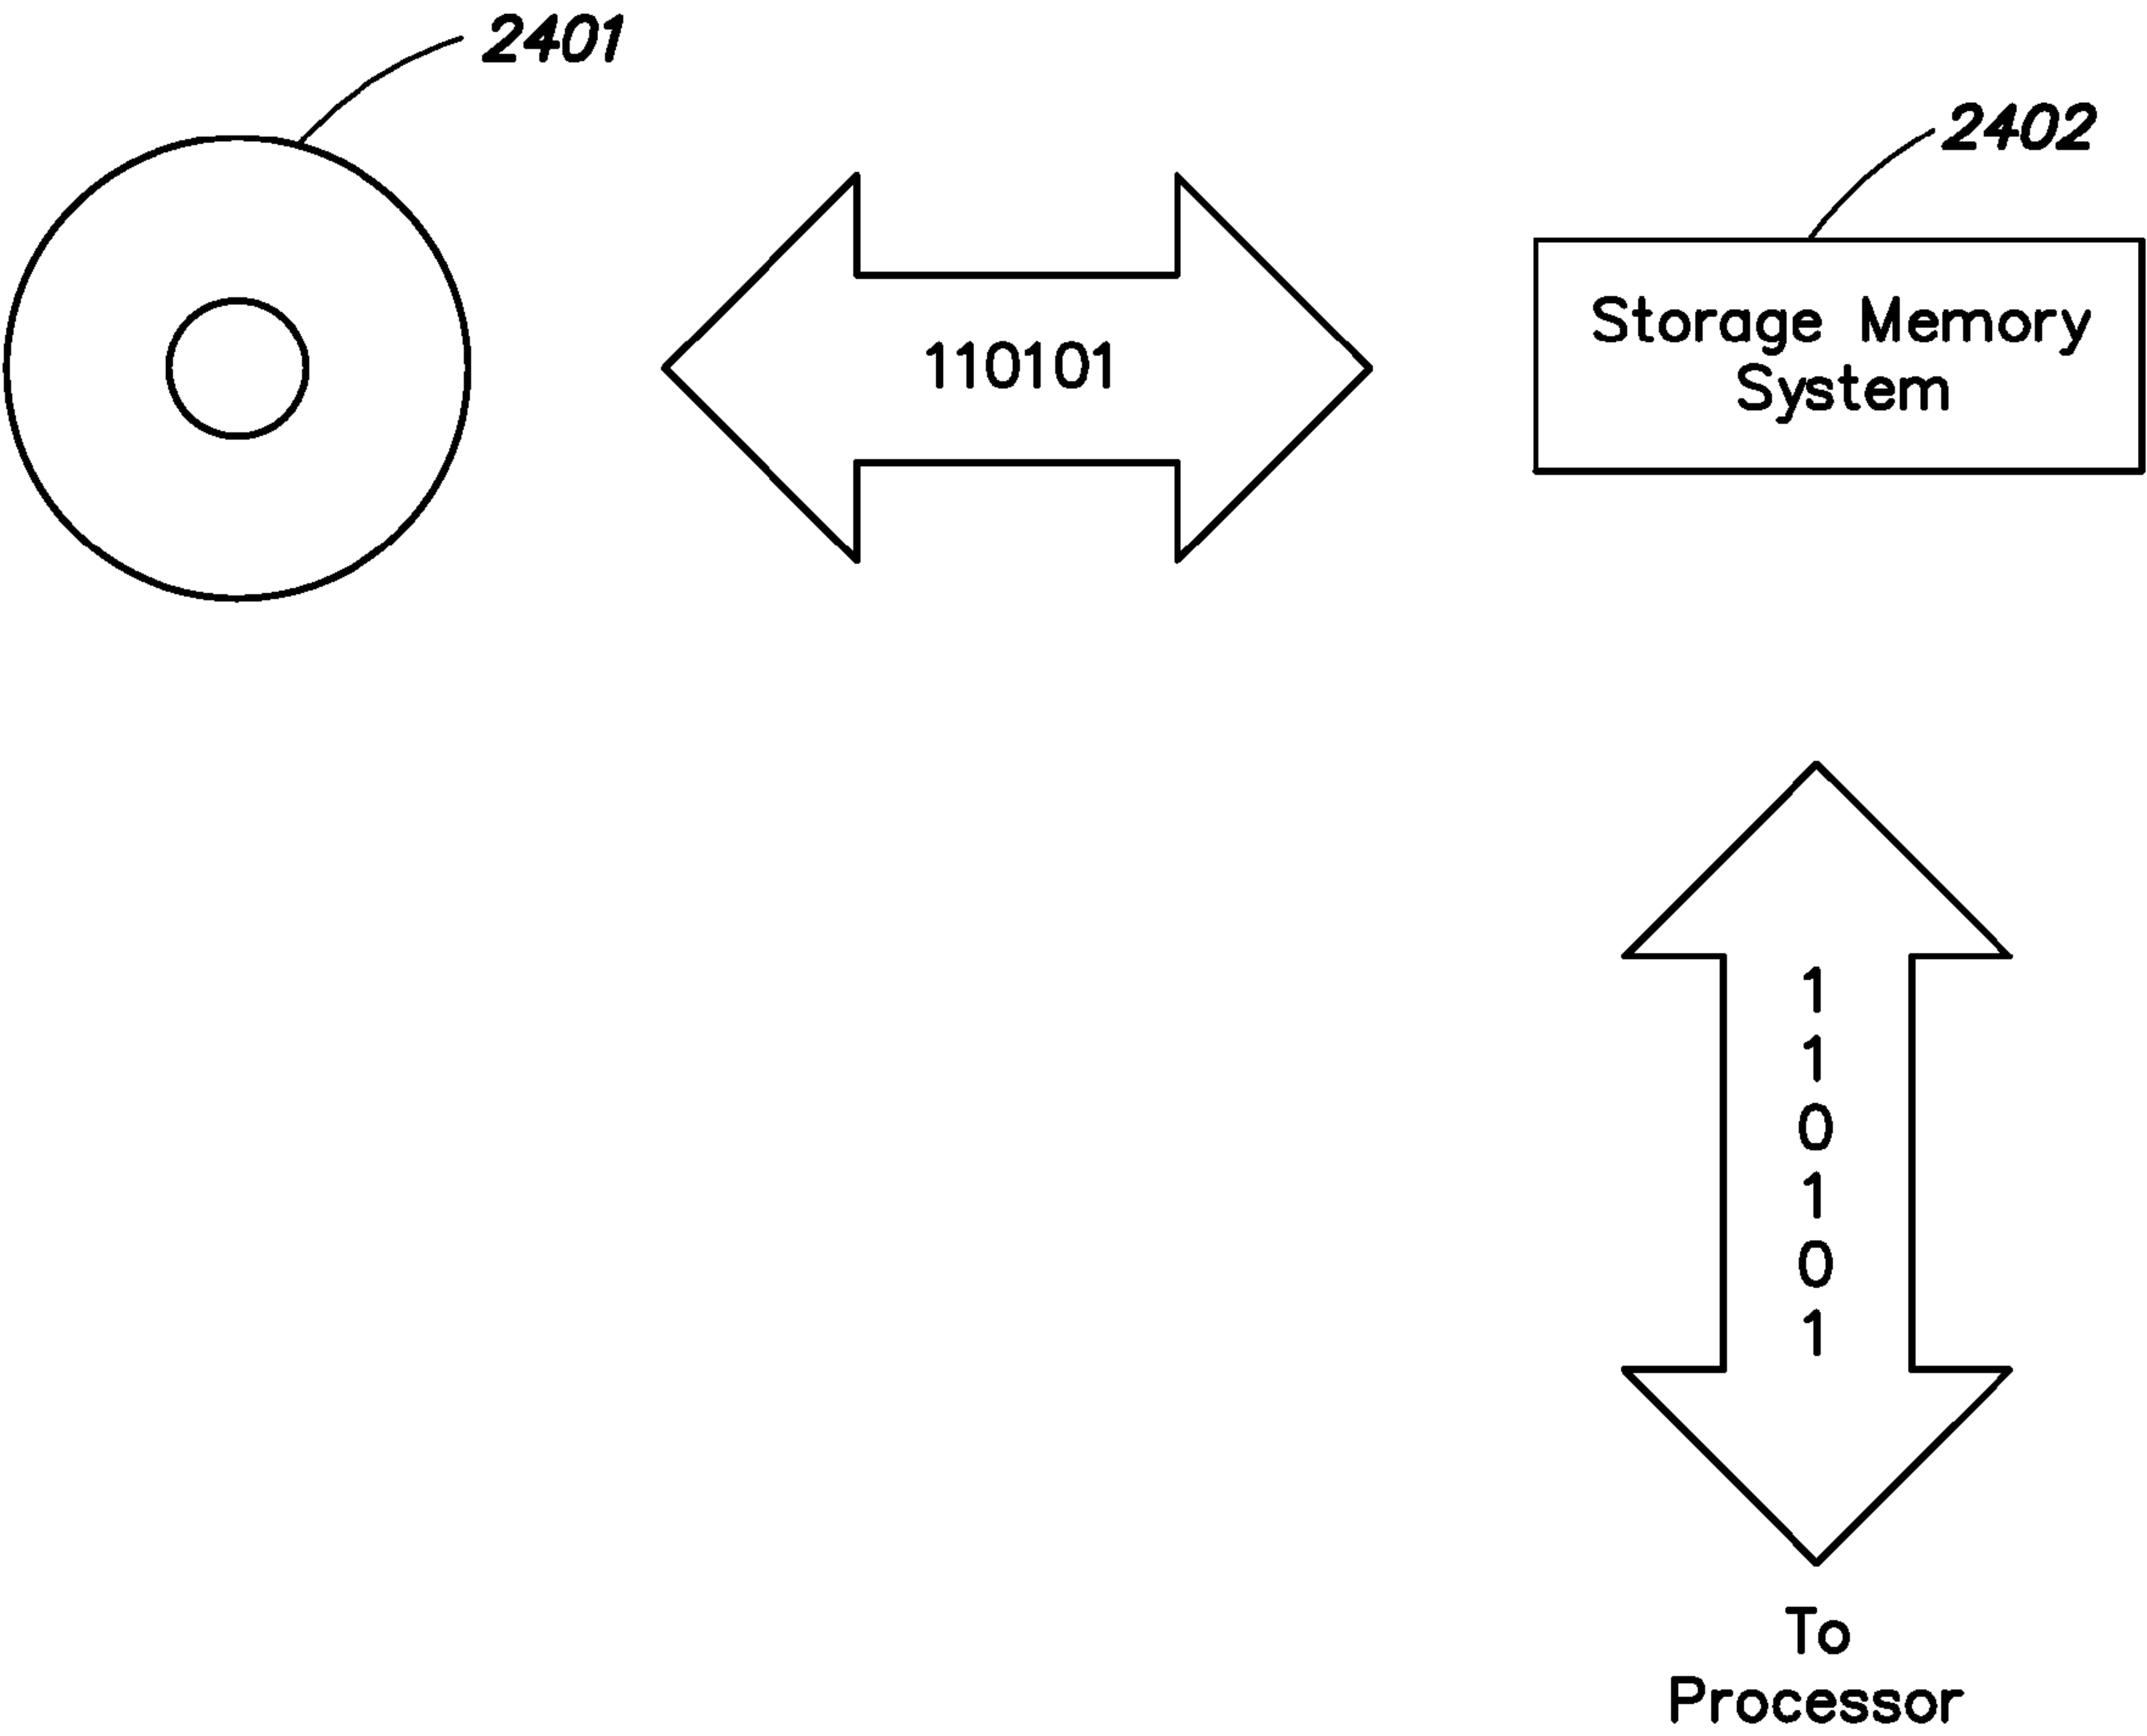 2401
2402
110101
Storage Memory
System
1
1
0
1
0
1
To
Processor